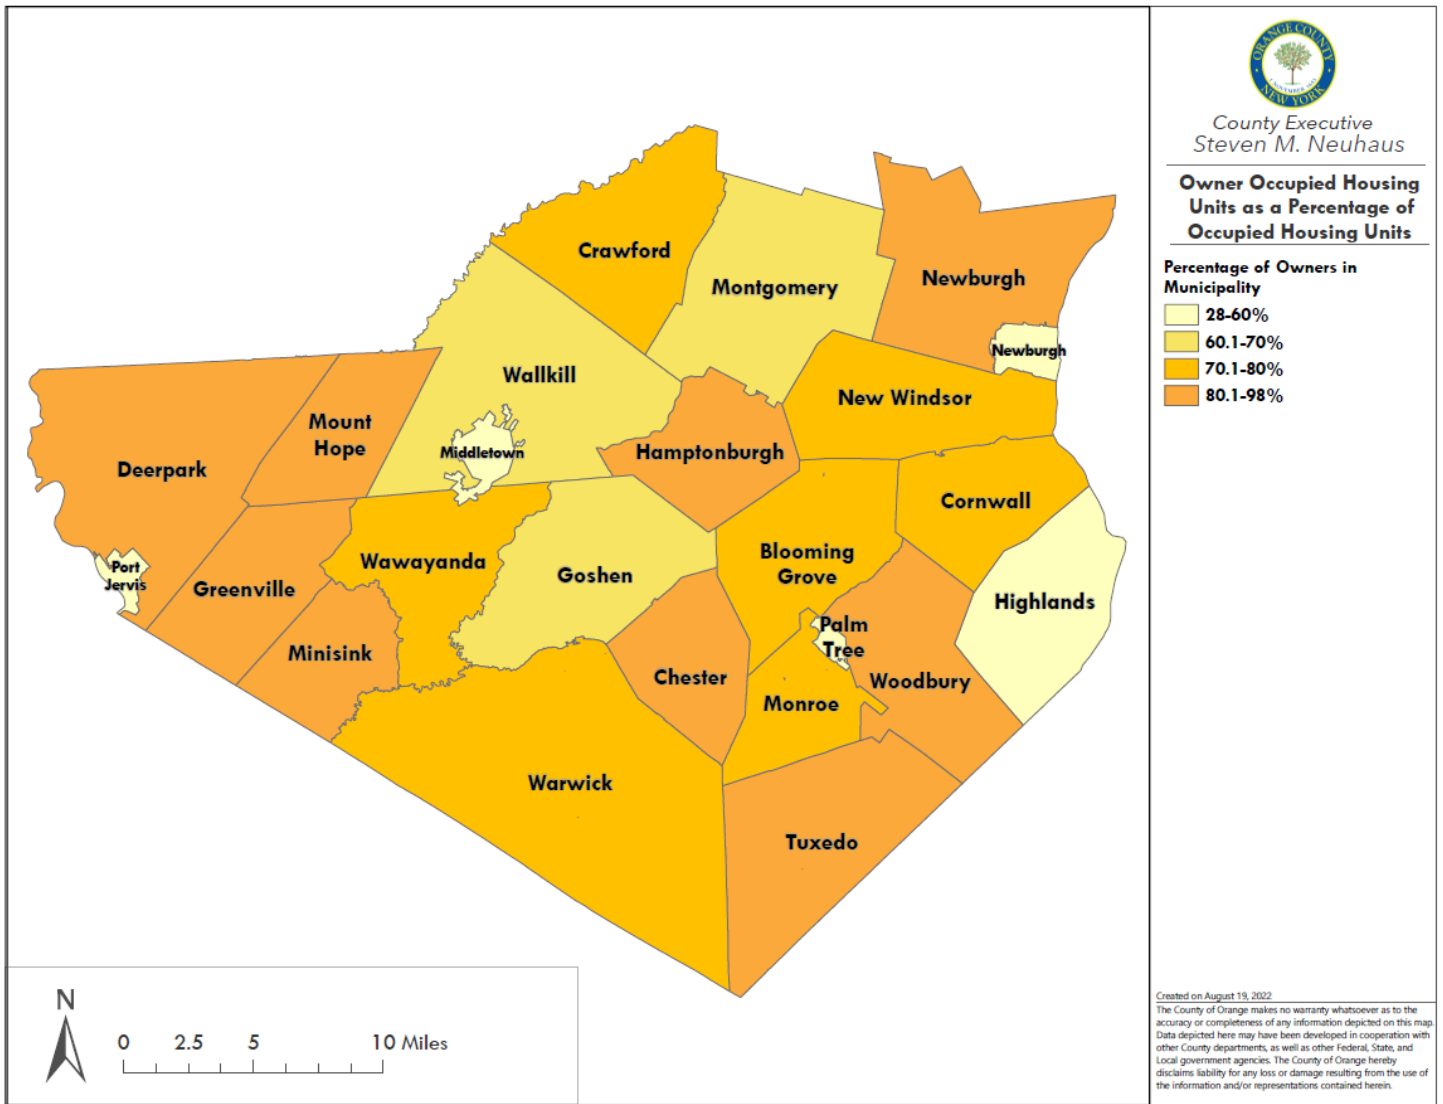 ORANGE COUNTY
NEW YORK
County Executive
Steven M. Neuhaus
Owner Occupied Housing
Units as a Percentage of
Occupied Housing Units
Percentage of Owners in
Municipality
28-60%
60.1-70%
70.1-80%
80.1-98%
Crawford
Montgomery
Newburgh
Newburgh
Wallkill
New Windsor
Mount
Hope
Middletown
Hamptonburgh
Deerpark
Cornwall
Blooming
Grove
Wawayanda
Goshen
Port
Jervis
Greenville
Highlands
Palm
Tree
Minisink
Chester
Woodbury
Monroe
Warwick
Tuxedo
N
0 2.5 5 10 Miles
Created on August 19, 2022
The County of Orange makes no warranty whatsoever as to the
accuracy or completeness of any information depicted on this map.
Data depicted here may have been developed in cooperation with
other County departments, as well as other Federal, State, and
Local government agencies. The County of Orange hereby
disclaims liability for any loss or damage resulting from the use of
the information and/or representations contained herein.